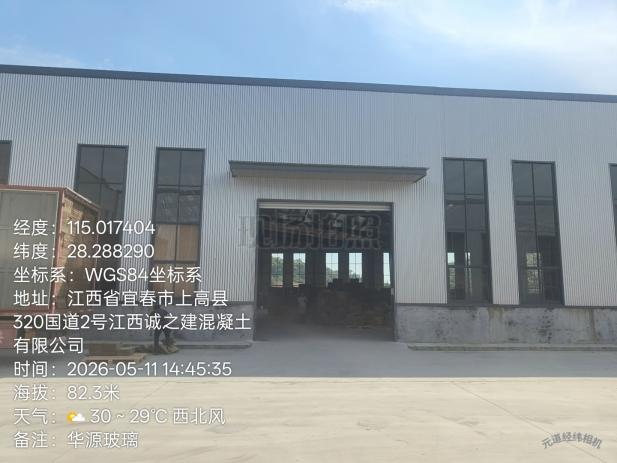 现场拍照
经度：115.017404
纬度：28.288290
坐标系：WGS84坐标系
地址：江西省宜春市上高县
320国道2号江西诚之建混凝土
有限公司
时间：2026-05-11 14:45:35
海拔：82.3米
天气：30 ~ 29℃ 西北风
备注：华源玻璃
元道经纬相机